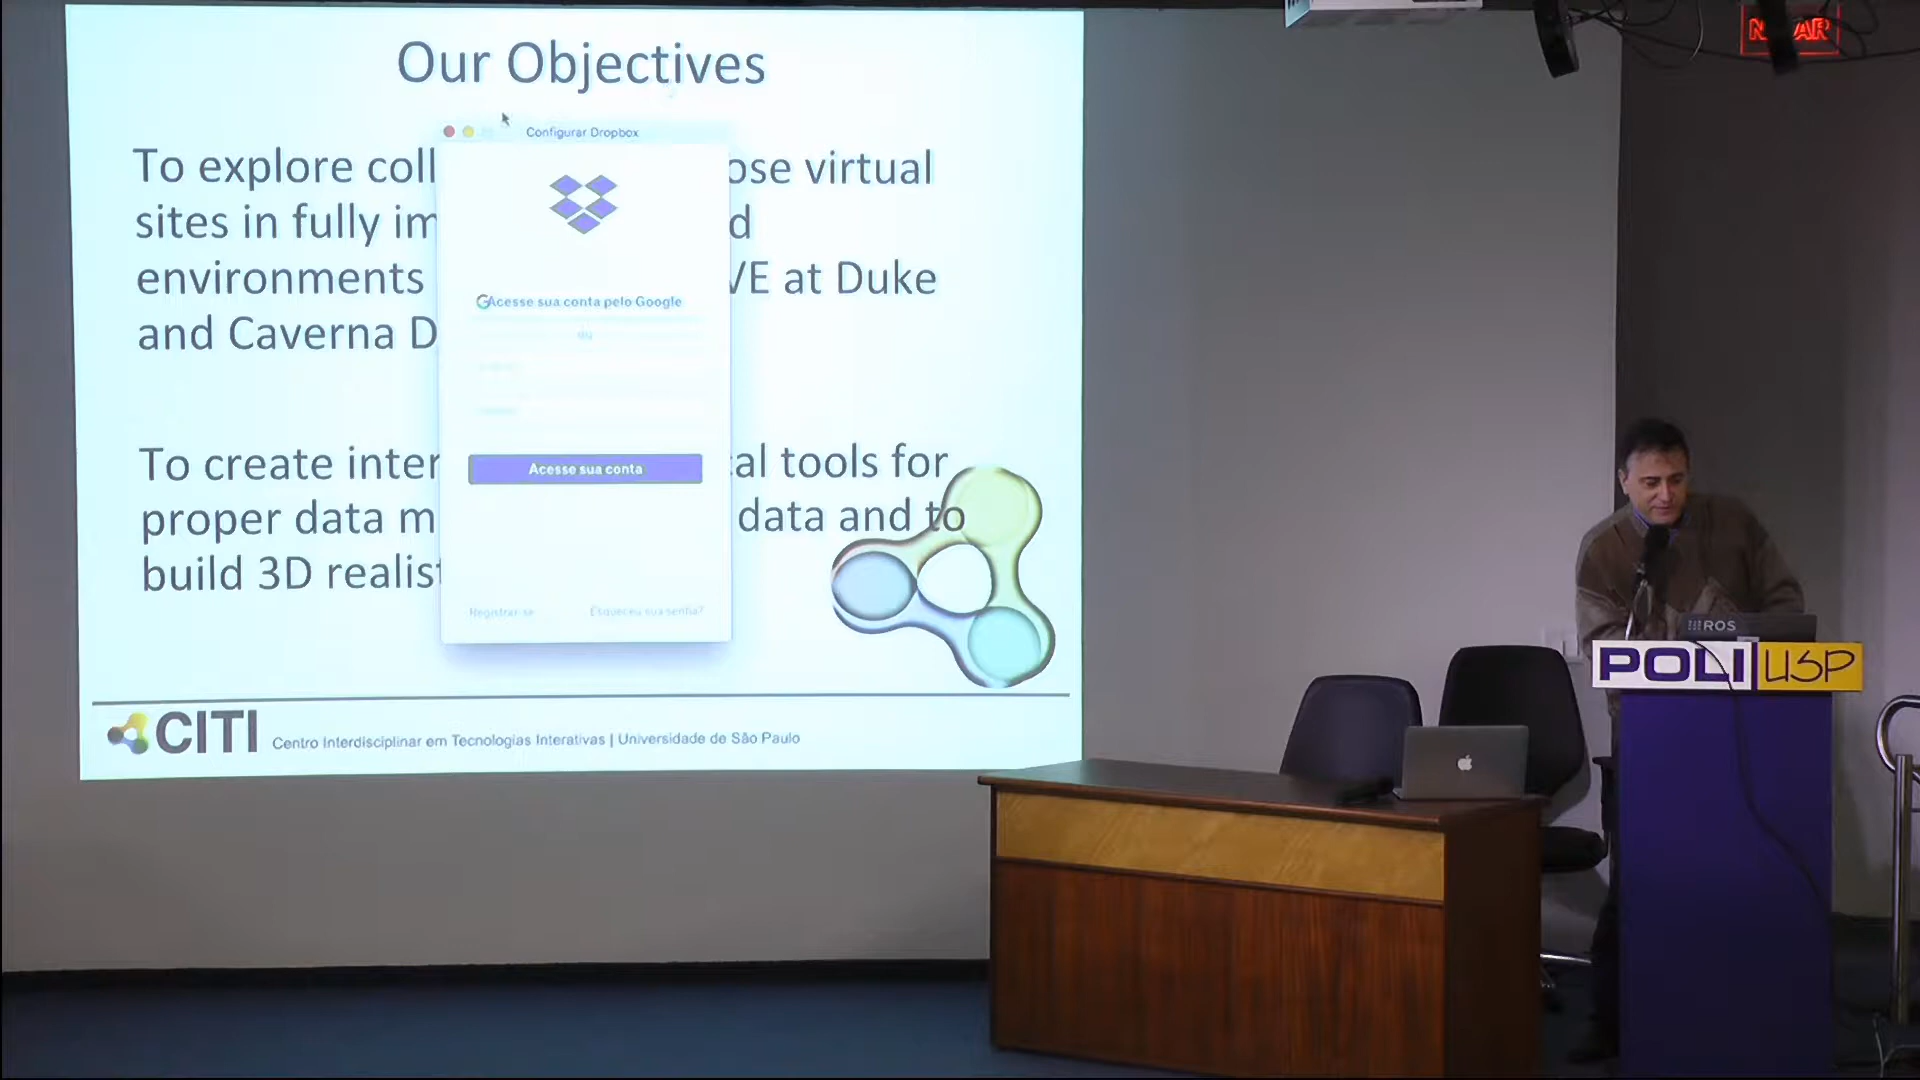 Our Objectives
Configurar Dropbox
To explore coll ose virtual
sites in fully im d
environments VE at Duke
Acesse sua conta pelo Google
and Caverna D
ou
To create inter al tools for
Acesse sua conta
proper data m data and to
build 3D realist
Registrar-se Esqueceu sua senha?
CITI Centro Interdisciplinar em Tecnologias Interativas | Universidade de São Paulo
ROS
POLI USP